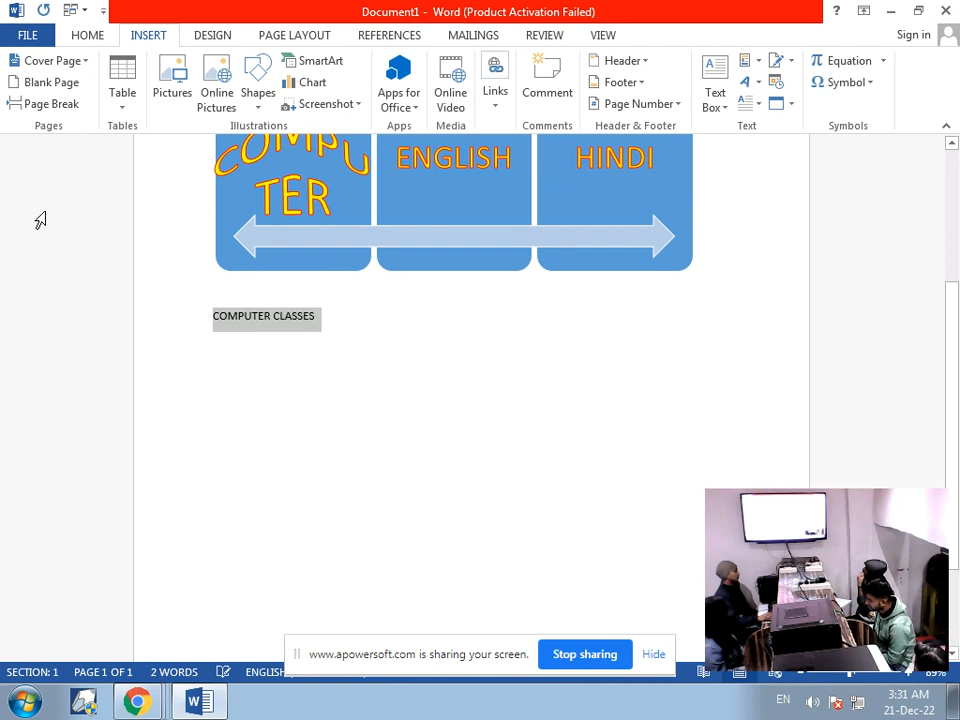 Document1 - Word (Product Activation Failed)
FILE HOME INSERT DESIGN PAGE LAYOUT REFERENCES MAILINGS REVIEW VIEW Sign in
Cover Page
Blank Page
Page Break
Pages
Table
Tables
Pictures
Online Pictures
Shapes
SmartArt
Chart
Screenshot
Illustrations
Apps for Office
Apps
Online Video
Media
Links
Comment
Comments
Header
Footer
Page Number
Header & Footer
Text Box
Text
Equation
Symbol
Symbols
COMPU
TER
ENGLISH
HINDI
COMPUTER CLASSES
www.apowersoft.com is sharing your screen. Stop sharing Hide
SECTION: 1 PAGE 1 OF 1 2 WORDS ENGLISH 89%
EN
3:31 AM
21-Dec-22